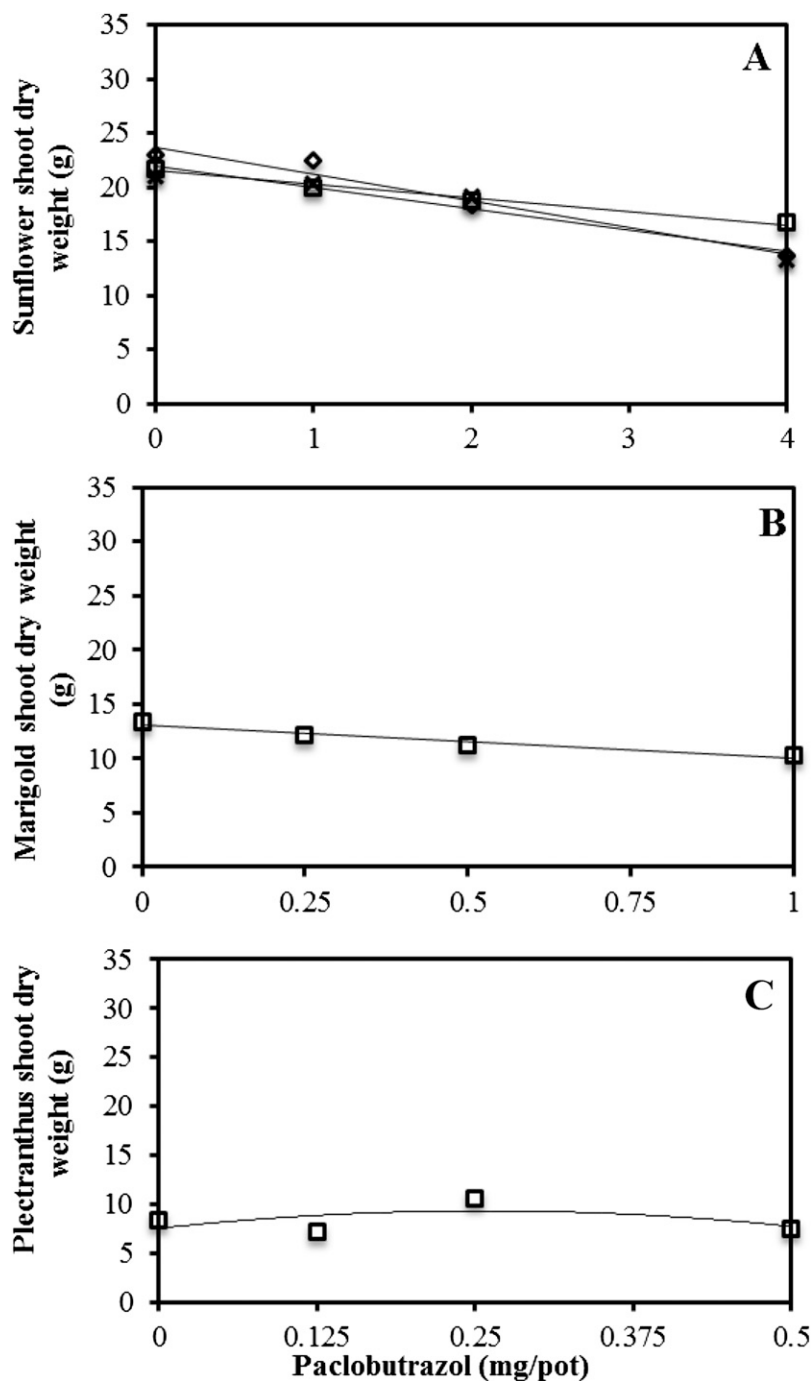 Sunflower shoot dry
weight (g)
35
30
25
20
15
10
5
0
A
0 1 2 3 4
Marigold shoot dry weight
(g)
35
30
25
20
15
10
5
0
B
0 0.25 0.5 0.75 1
Plectranthus shoot dry
weight (g)
35
30
25
20
15
10
5
0
C
0 0.125 0.25 0.375 0.5
Paclobutrazol (mg/pot)